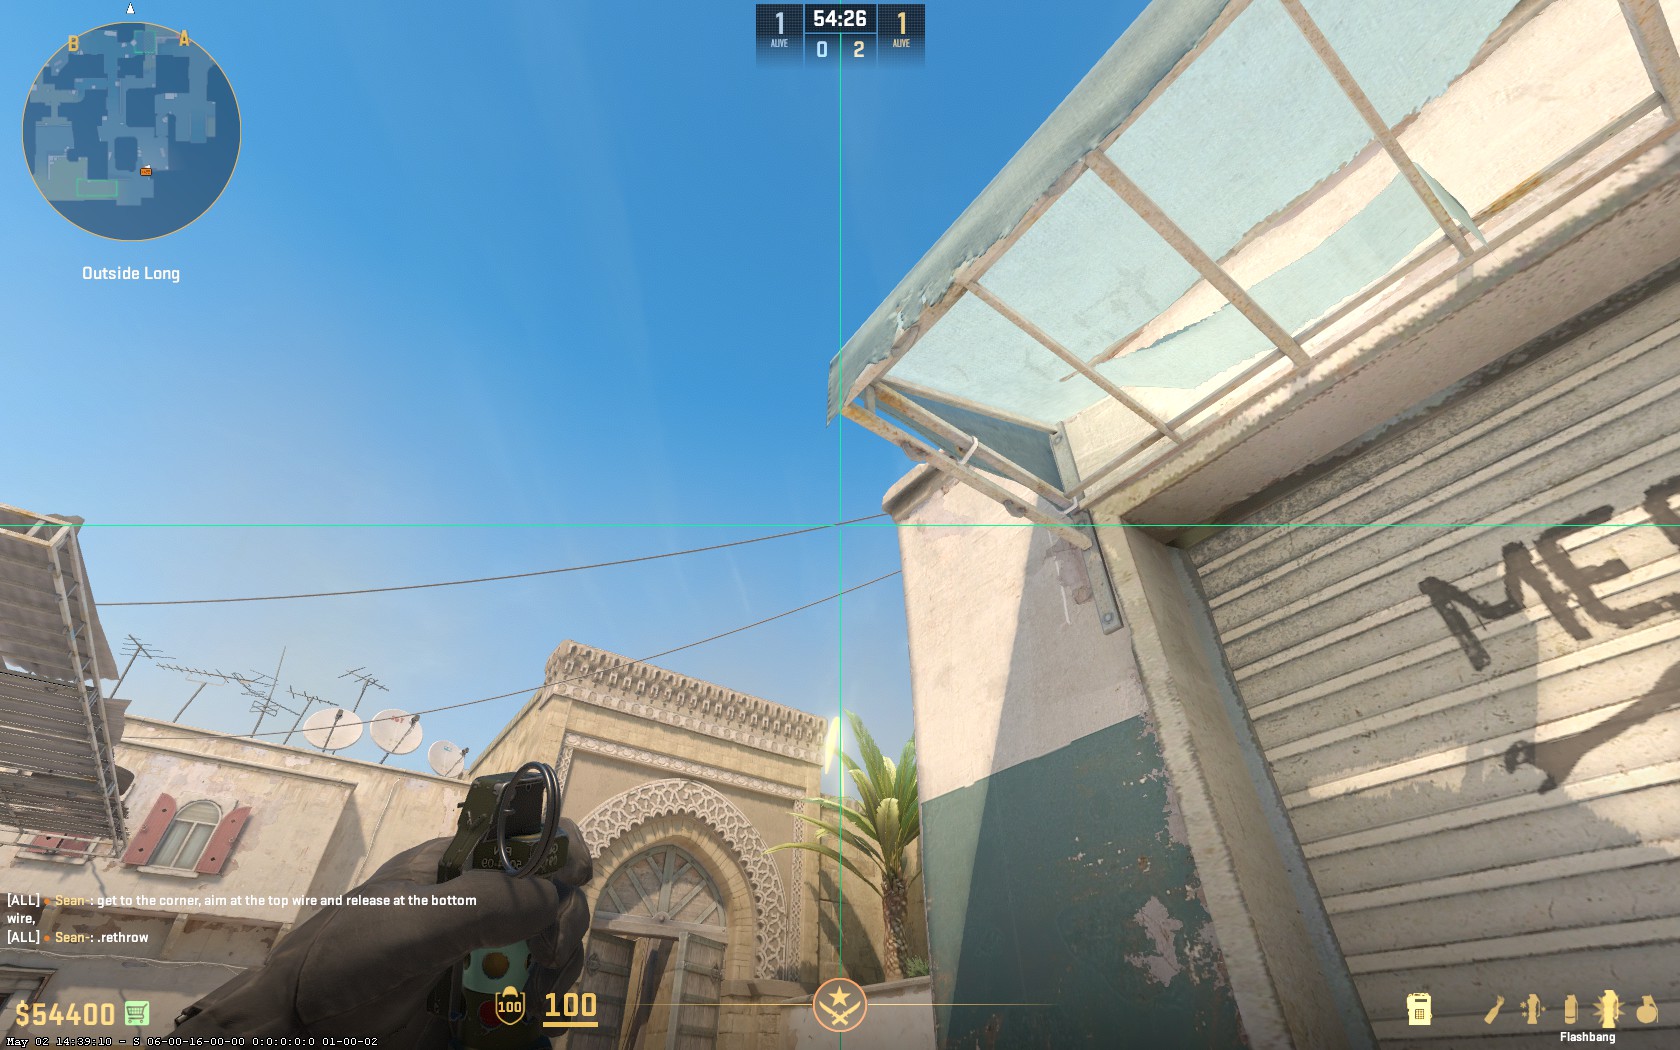 B
A
1
ALIVE
54:26
0
2
1
ALIVE
Outside Long
ME
[ALL] Sean-: get to the corner, aim at the top wire and release at the bottom
wire,
[ALL] Sean-: .rethrow
$54400
100
100
Flashbang
May 02 14:39:10 - S 06-00-16-00-00 0:0:0:0:0 01-00-02